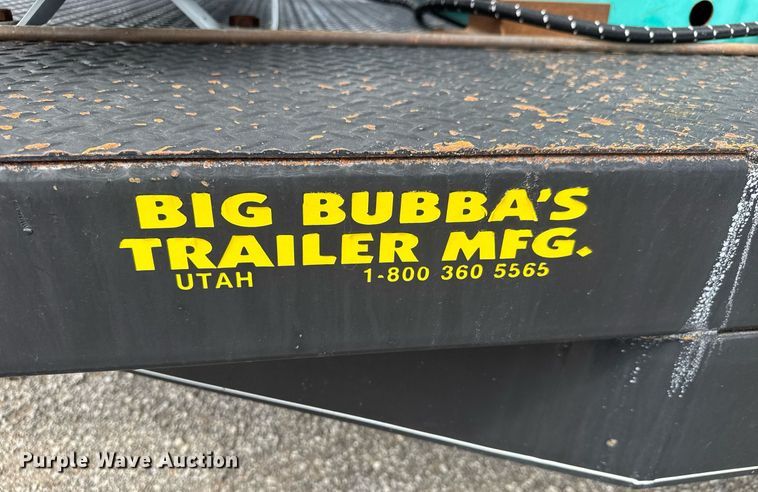 BIG BUBBA'S
TRAILER MFG.
UTAH 1-800 360 5565
Purple Wave Auction